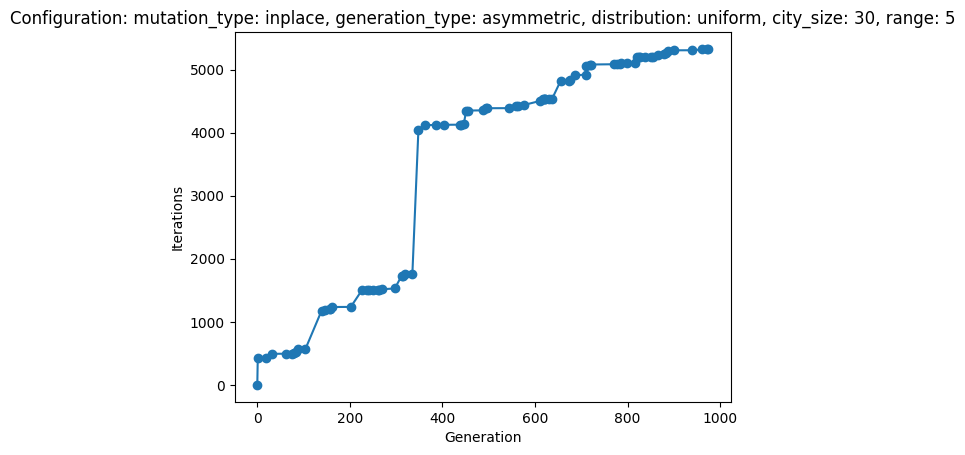 Configuration: mutation_type: inplace, generation_type: asymmetric, distribution: uniform, city_size: 30, range: 5
5000
4000
3000
2000
1000
0
Iterations
0 200 400 600 800 1000
Generation